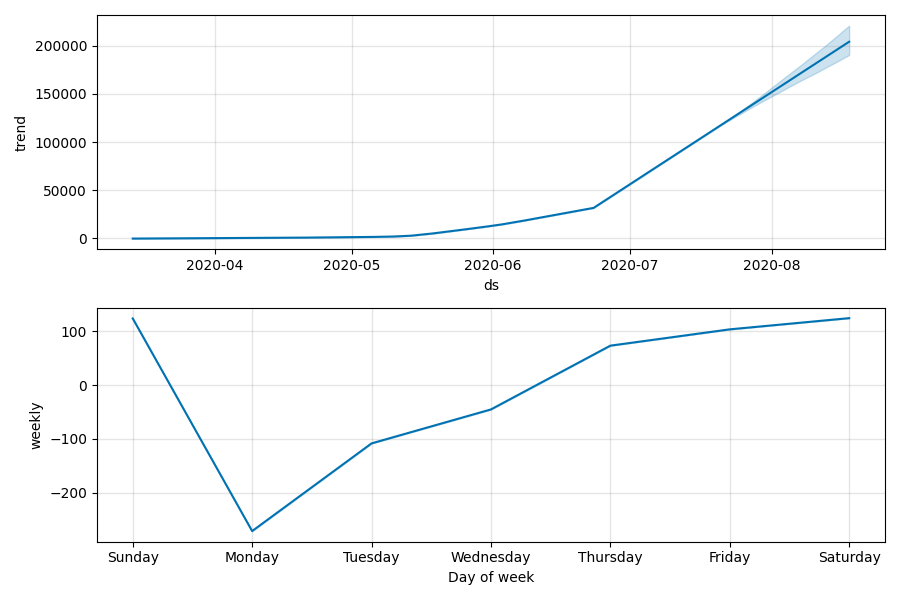 200000
150000
100000
50000
0
trend
2020-04 2020-05 2020-06 2020-07 2020-08
ds
100
0
−100
−200
weekly
Sunday Monday Tuesday Wednesday Thursday Friday Saturday
Day of week